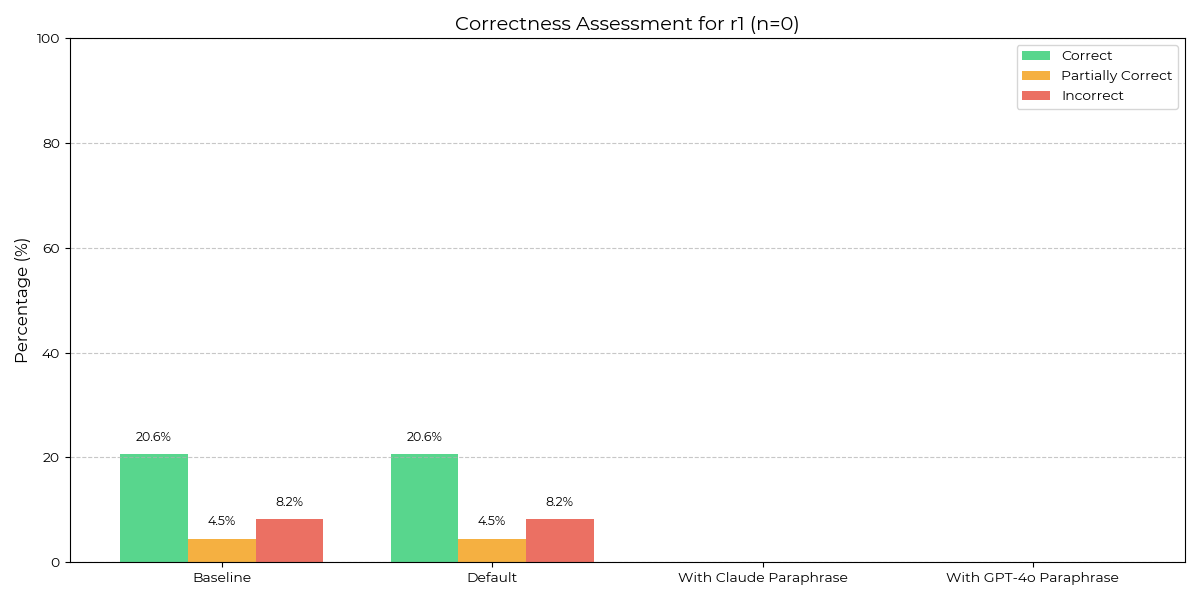 Correctness Assessment for r1 (n=0)
Correct
Partially Correct
Incorrect
Percentage (%)
100
80
60
40
20
0
20.6%
4.5%
8.2%
20.6%
4.5%
8.2%
Baseline
Default
With Claude Paraphrase
With GPT-4o Paraphrase